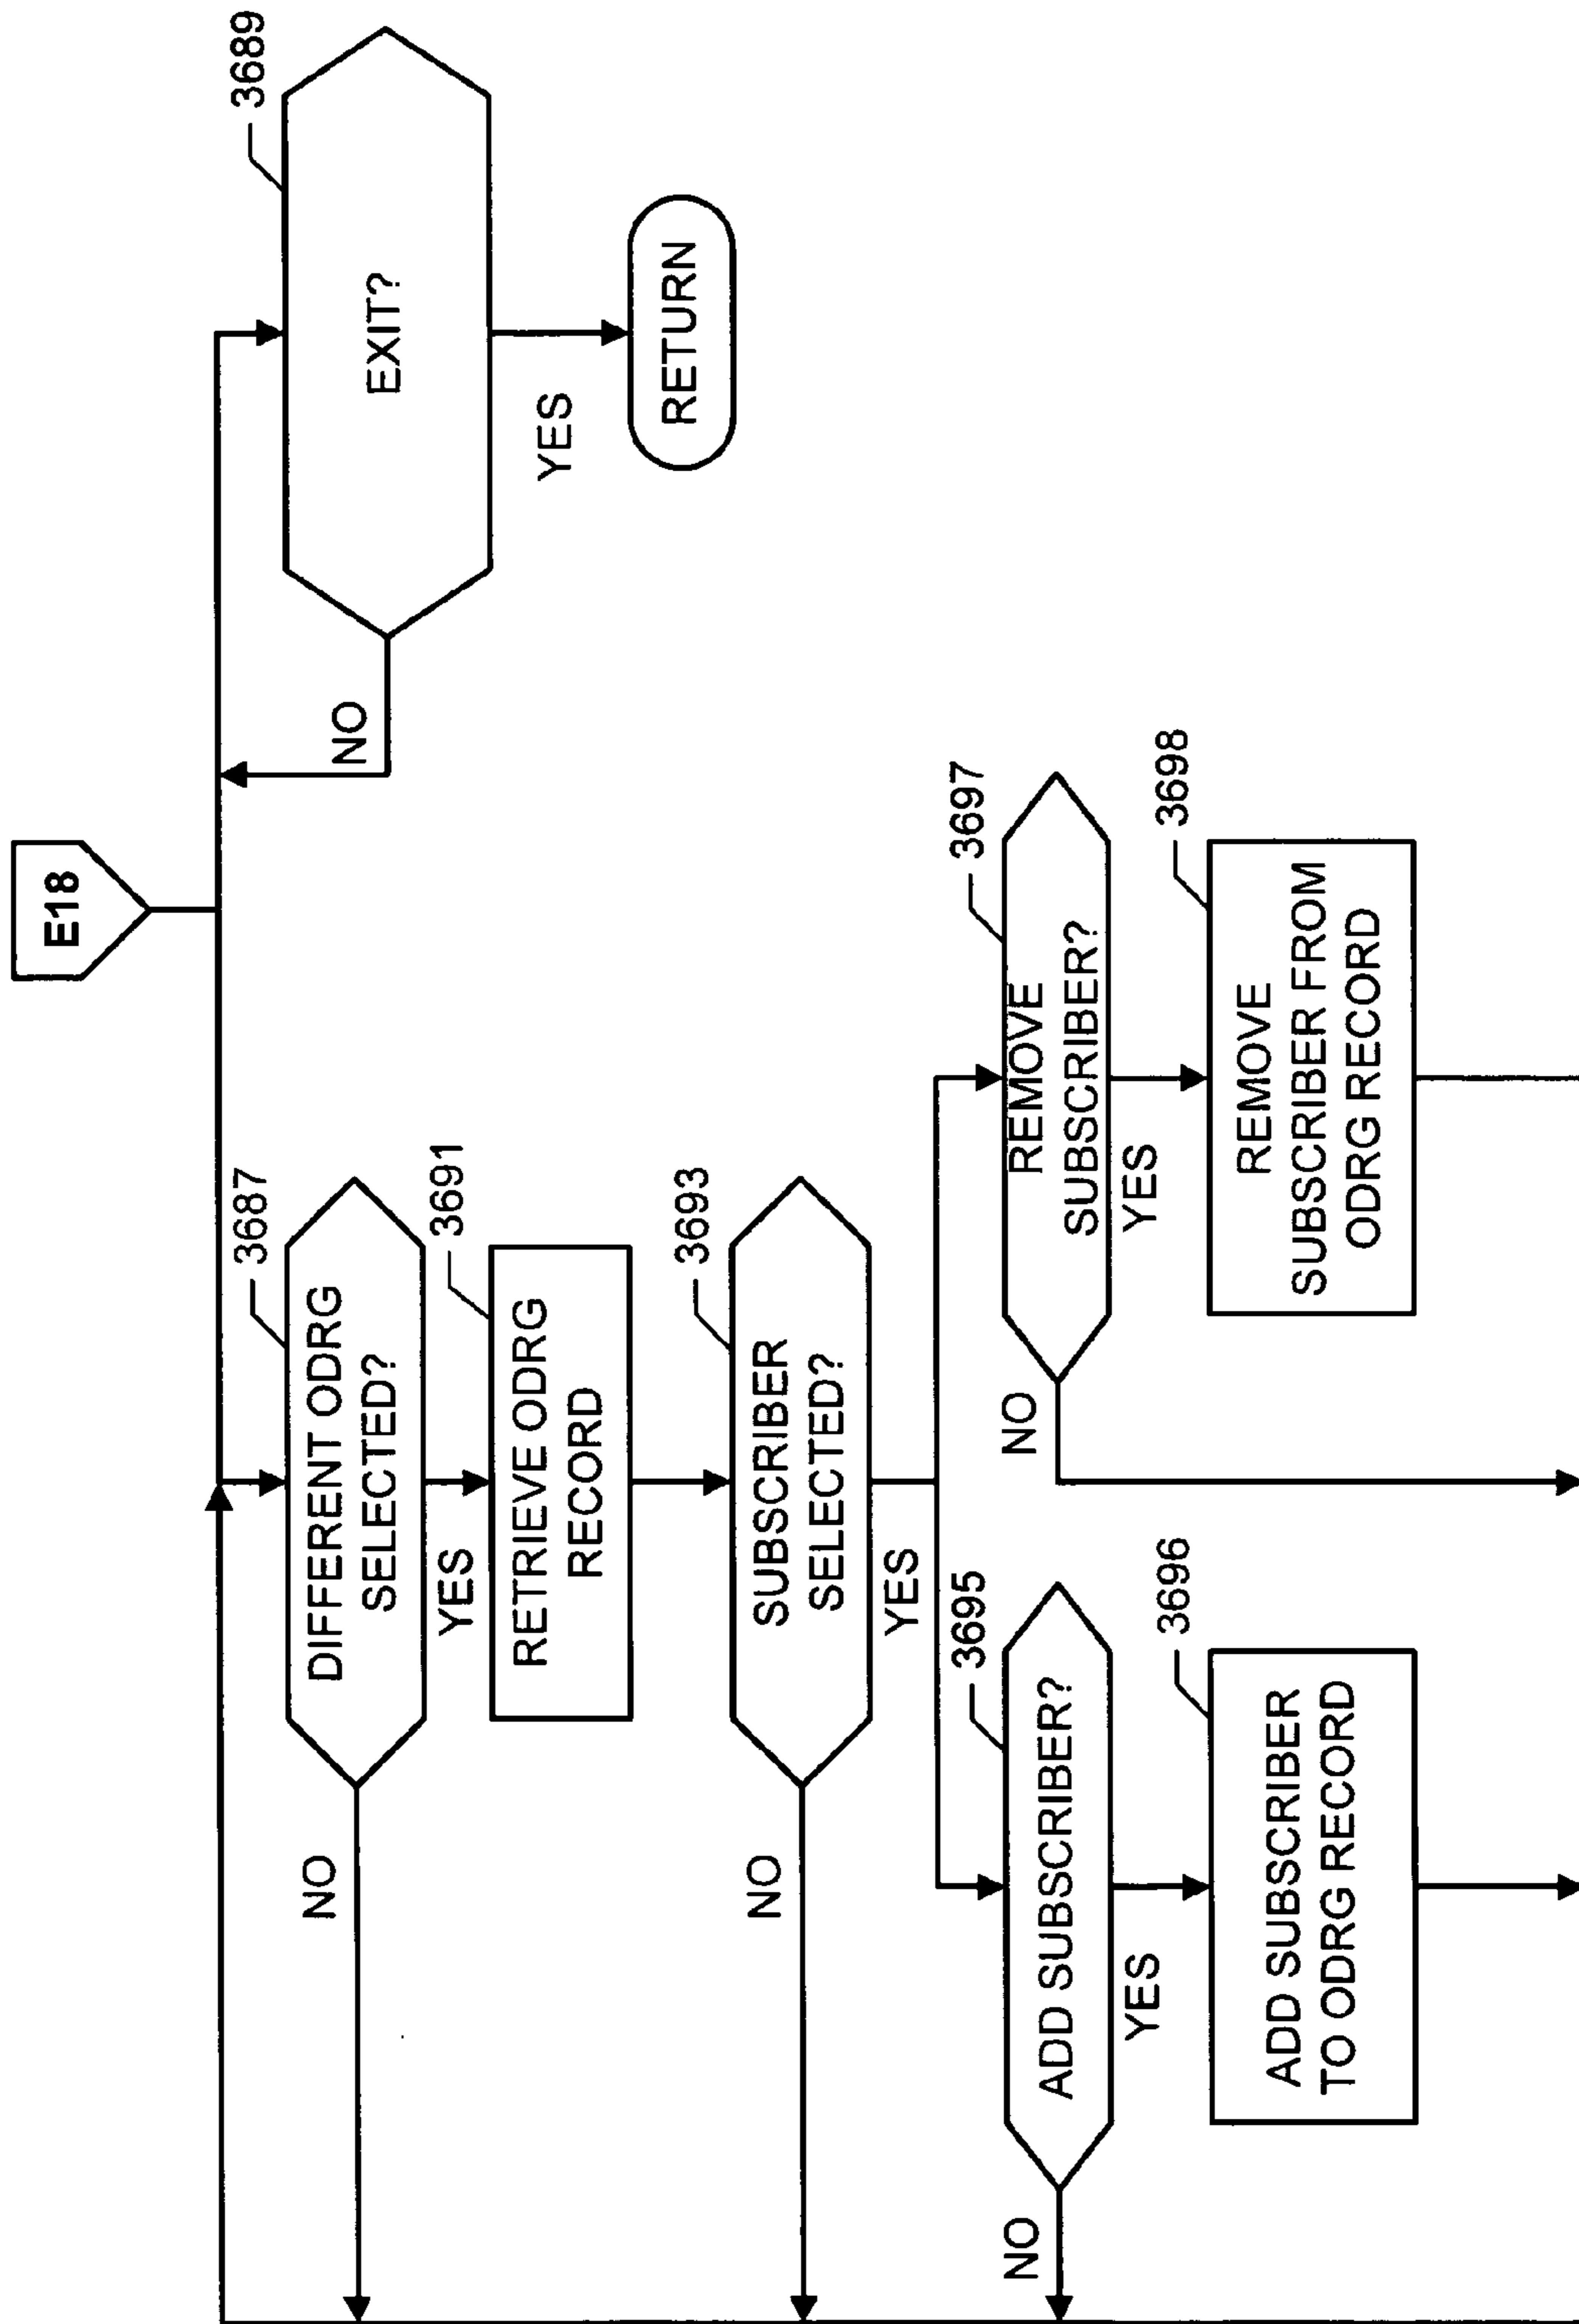 E18
3687
DIFFERENT ODRG
SELECTED?
NO
YES
3689
EXIT?
NO
YES
RETURN
3691
RETRIEVE ODRG
RECORD
3693
SUBSCRIBER
SELECTED?
NO
YES
3695
ADD SUBSCRIBER?
NO
YES
3696
ADD SUBSCRIBER
TO ODRG RECORD
3697
REMOVE
SUBSCRIBER?
NO
YES
3698
REMOVE
SUBSCRIBER FROM
ODRG RECORD